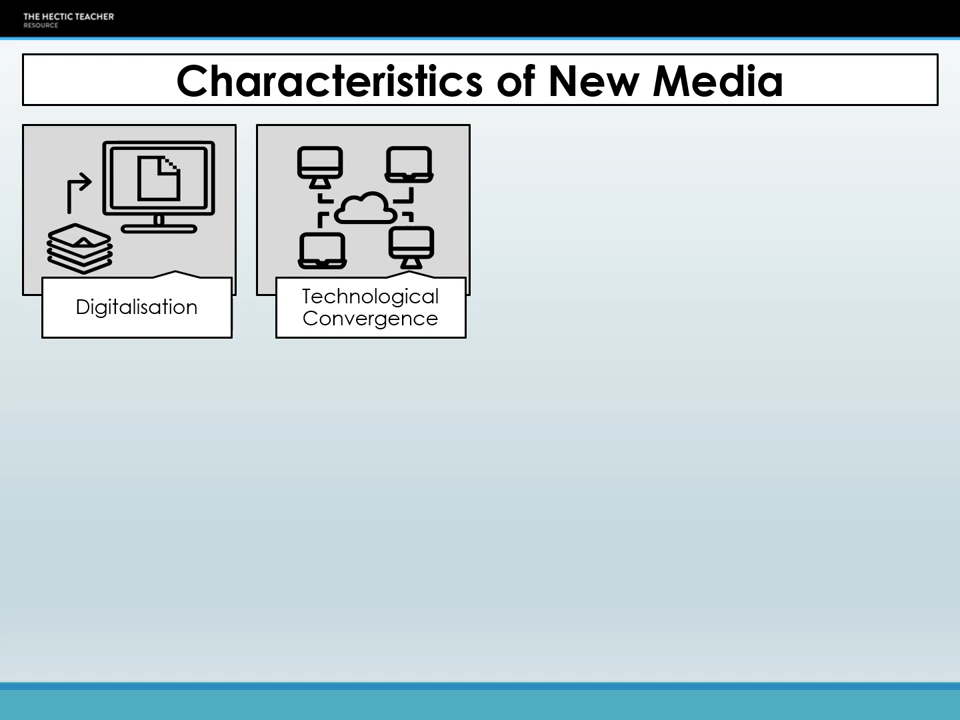 THE HECTIC TEACHER
RESOURCE
Characteristics of New Media
Digitalisation
Technological
Convergence